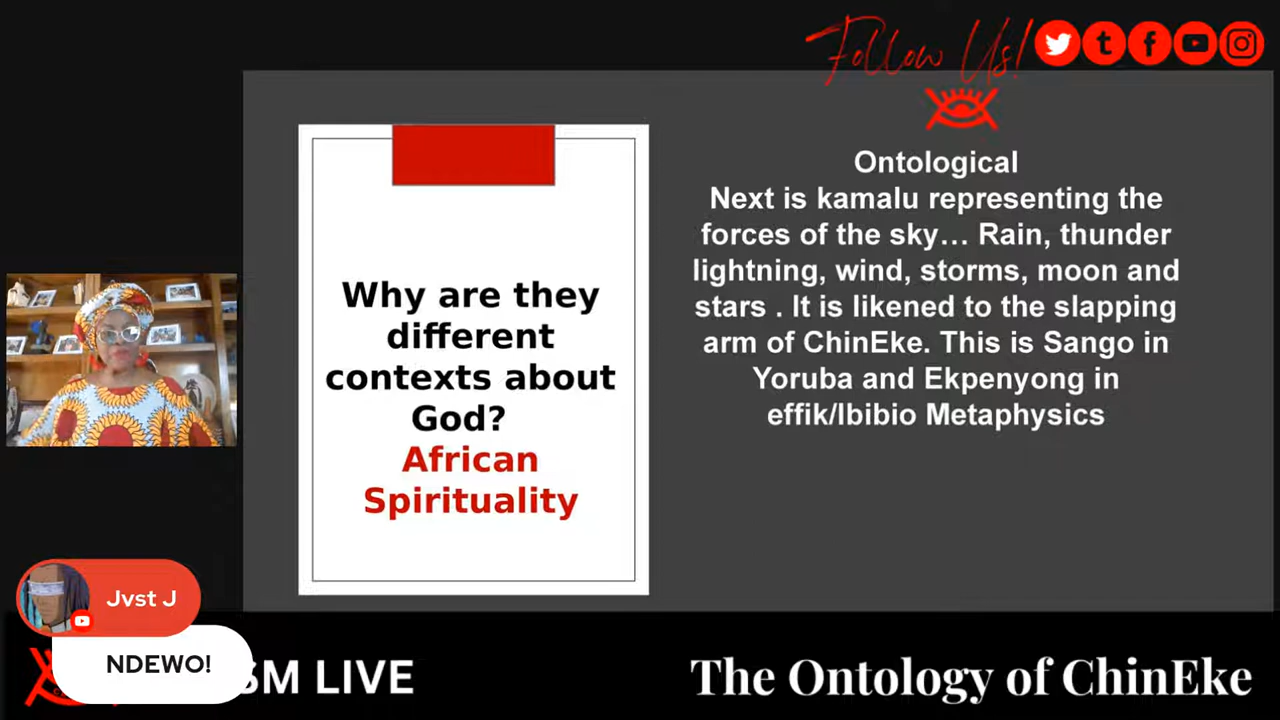 Follow Us!
Ontological
Next is kamalu representing the
forces of the sky… Rain, thunder
lightning, wind, storms, moon and
stars . It is likened to the slapping
arm of ChinEke. This is Sango in
Yoruba and Ekpenyong in
effik/Ibibio Metaphysics
Why are they
different
contexts about
God?
African
Spirituality
Jvst J
NDEWO!
SM LIVE
The Ontology of ChinEke